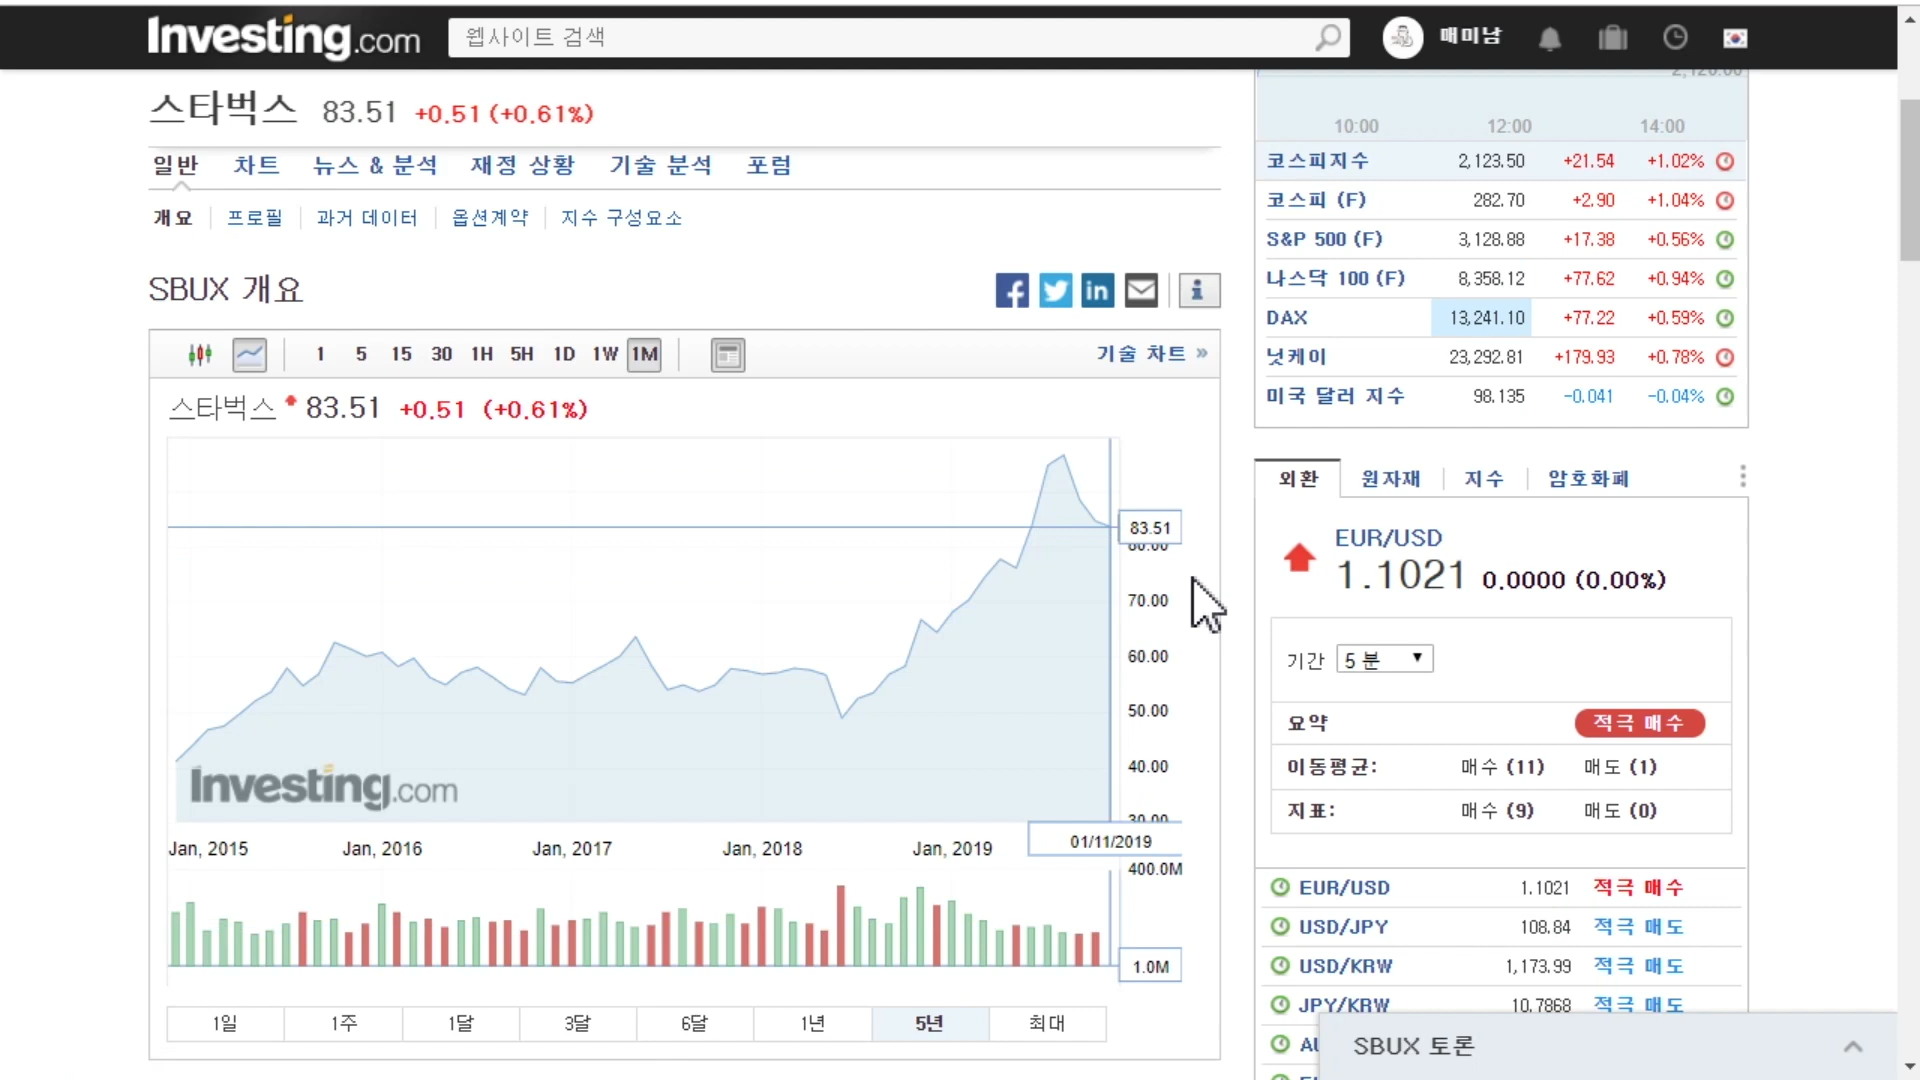 Investing.com
웹사이트 검색
매미남
스타벅스 83.51 +0.51 (+0.61%)
일반 차트 뉴스 & 분석 재정 상황 기술 분석 포럼
개요 프로필 과거 데이터 옵션계약 지수 구성요소
SBUX 개요
1 5 15 30 1H 5H 1D 1W 1M
기술 차트 »
스타벅스 83.51 +0.51 (+0.61%)
83.51
80.00
70.00
60.00
50.00
40.00
30.00
Investing.com
Jan, 2015 Jan, 2016 Jan, 2017 Jan, 2018 Jan, 2019 01/11/2019
400.0M
1.0M
1일 1주 1달 3달 6달 1년 5년 최대
2,120.00
10:00 12:00 14:00
코스피지수 2,123.50 +21.54 +1.02%
코스피 (F) 282.70 +2.90 +1.04%
S&P 500 (F) 3,128.88 +17.38 +0.56%
나스닥 100 (F) 8,358.12 +77.62 +0.94%
DAX 13,241.10 +77.22 +0.59%
닛케이 23,292.81 +179.93 +0.78%
미국 달러 지수 98.135 -0.041 -0.04%
외환 원자재 지수 암호화폐
EUR/USD
1.1021 0.0000 (0.00%)
기간 5 분
요약 적극 매수
이동평균: 매수 (11) 매도 (1)
지표: 매수 (9) 매도 (0)
EUR/USD 1.1021 적극 매수
USD/JPY 108.84 적극 매도
USD/KRW 1,173.99 적극 매도
JPY/KRW 10.7868 적극 매도
SBUX 토론